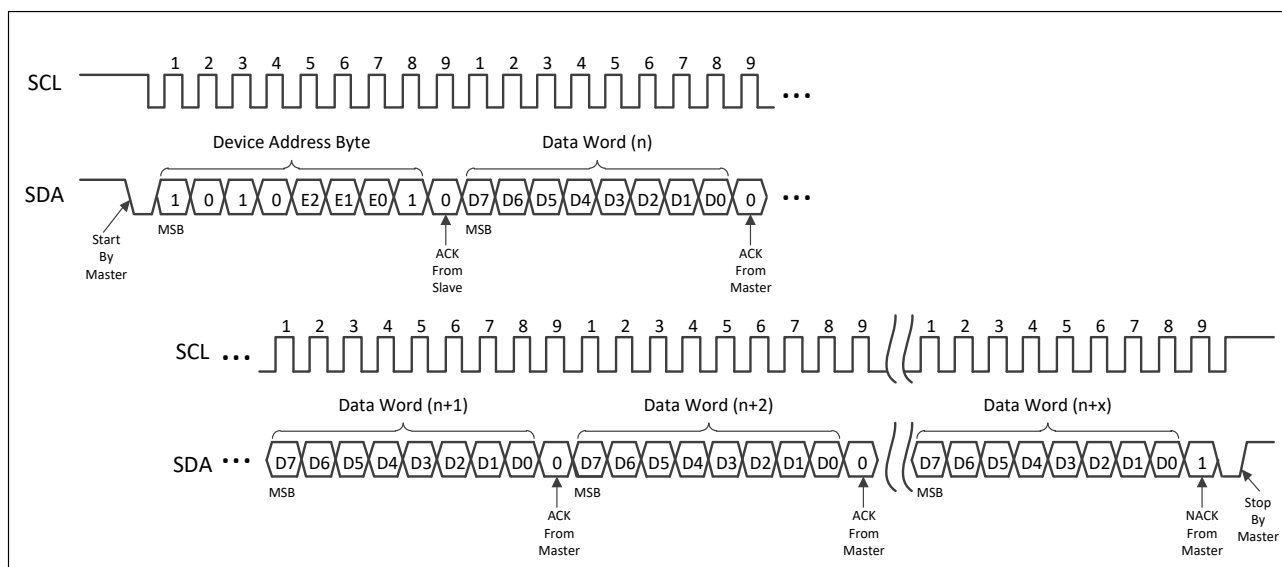 1 2 3 4 5 6 7 8 9 1 2 3 4 5 6 7 8 9
SCL ...
Device Address Byte Data Word (n)
SDA 1 0 1 0 E2 E1 E0 1 0 D7 D6 D5 D4 D3 D2 D1 D0 0 ...
MSB MSB
Start
By
Master
ACK
From
Slave
ACK
From
Master
1 2 3 4 5 6 7 8 9 1 2 3 4 5 6 7 8 9 1 2 3 4 5 6 7 8 9
SCL ...
Data Word (n+1) Data Word (n+2) Data Word (n+x)
SDA ... D7 D6 D5 D4 D3 D2 D1 D0 0 D7 D6 D5 D4 D3 D2 D1 D0 0 D7 D6 D5 D4 D3 D2 D1 D0 1
MSB MSB MSB
ACK
From
Master
ACK
From
Master
NACK
From
Master
Stop
By
Master